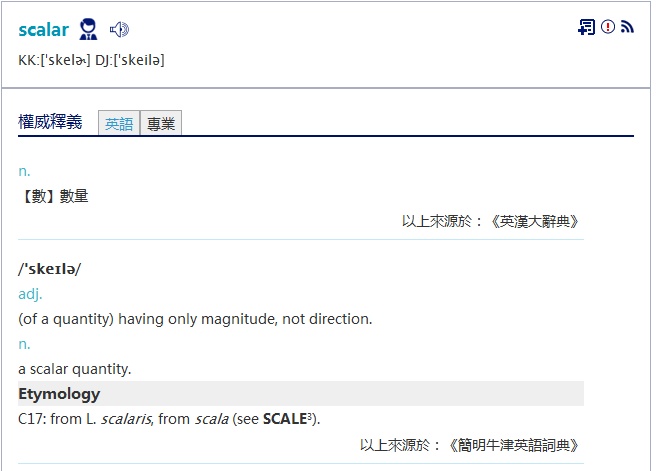 scalar
KK:[ˈskelɚ] DJ:[ˈskeilə]
權威釋義 英語 專業
n.
【數】數量
以上來源於：《英漢大辭典》
/ˈskeɪlə/
adj.
(of a quantity) having only magnitude, not direction.
n.
a scalar quantity.
Etymology
C17: from L. scalaris, from scala (see SCALE³).
以上來源於：《簡明牛津英語詞典》